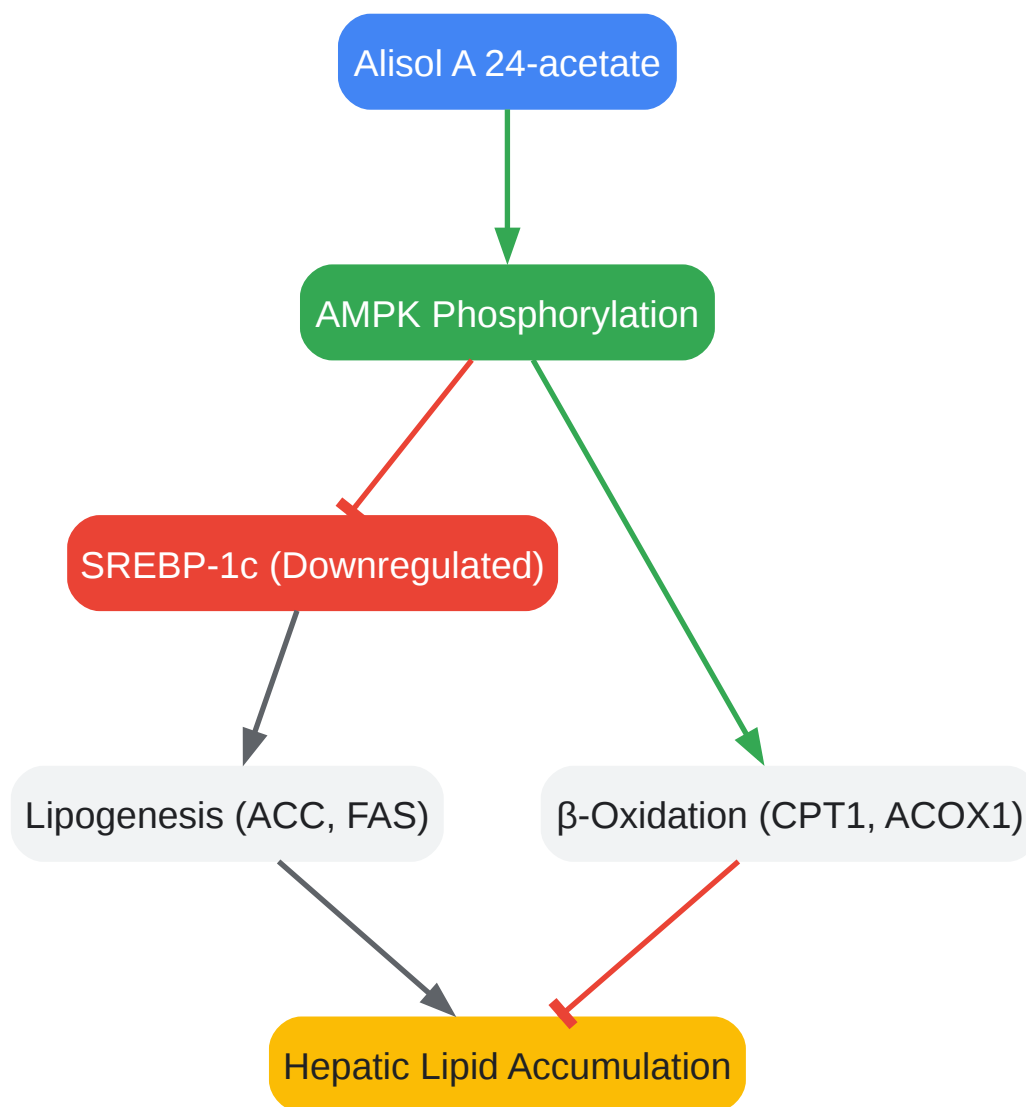 Alisol A 24-acetate
AMPK Phosphorylation
SREBP-1c (Downregulated)
Lipogenesis (ACC, FAS)
β-Oxidation (CPT1, ACOX1)
Hepatic Lipid Accumulation